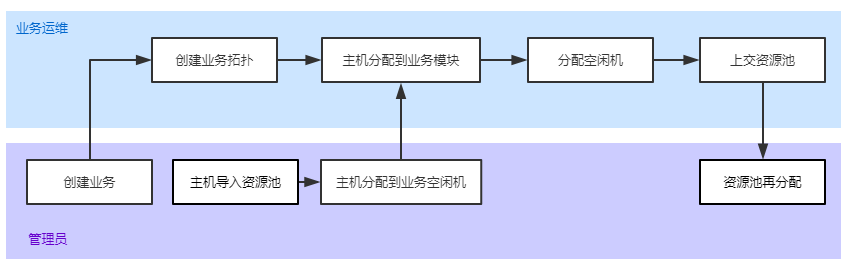 业务运维
创建业务拓扑
主机分配到业务模块
分配空闲机
上交资源池
创建业务
主机导入资源池
主机分配到业务空闲机
资源池再分配
管理员